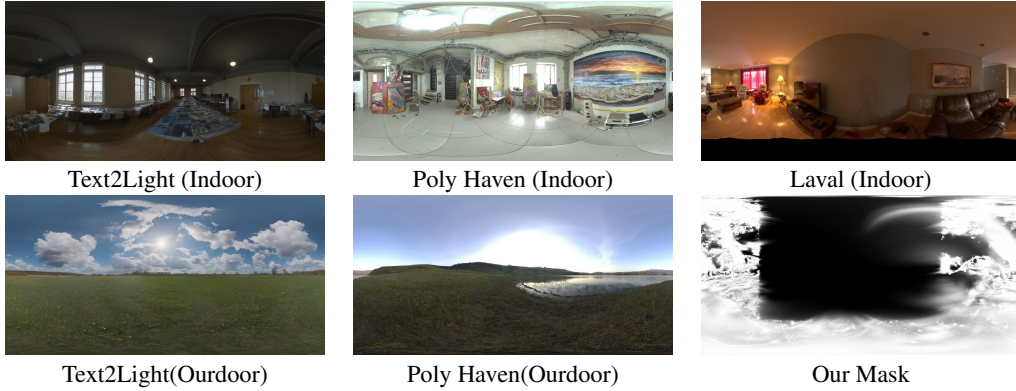 Text2Light (Indoor)
Poly Haven (Indoor)
Laval (Indoor)
Text2Light(Ourdoor)
Poly Haven(Ourdoor)
Our Mask